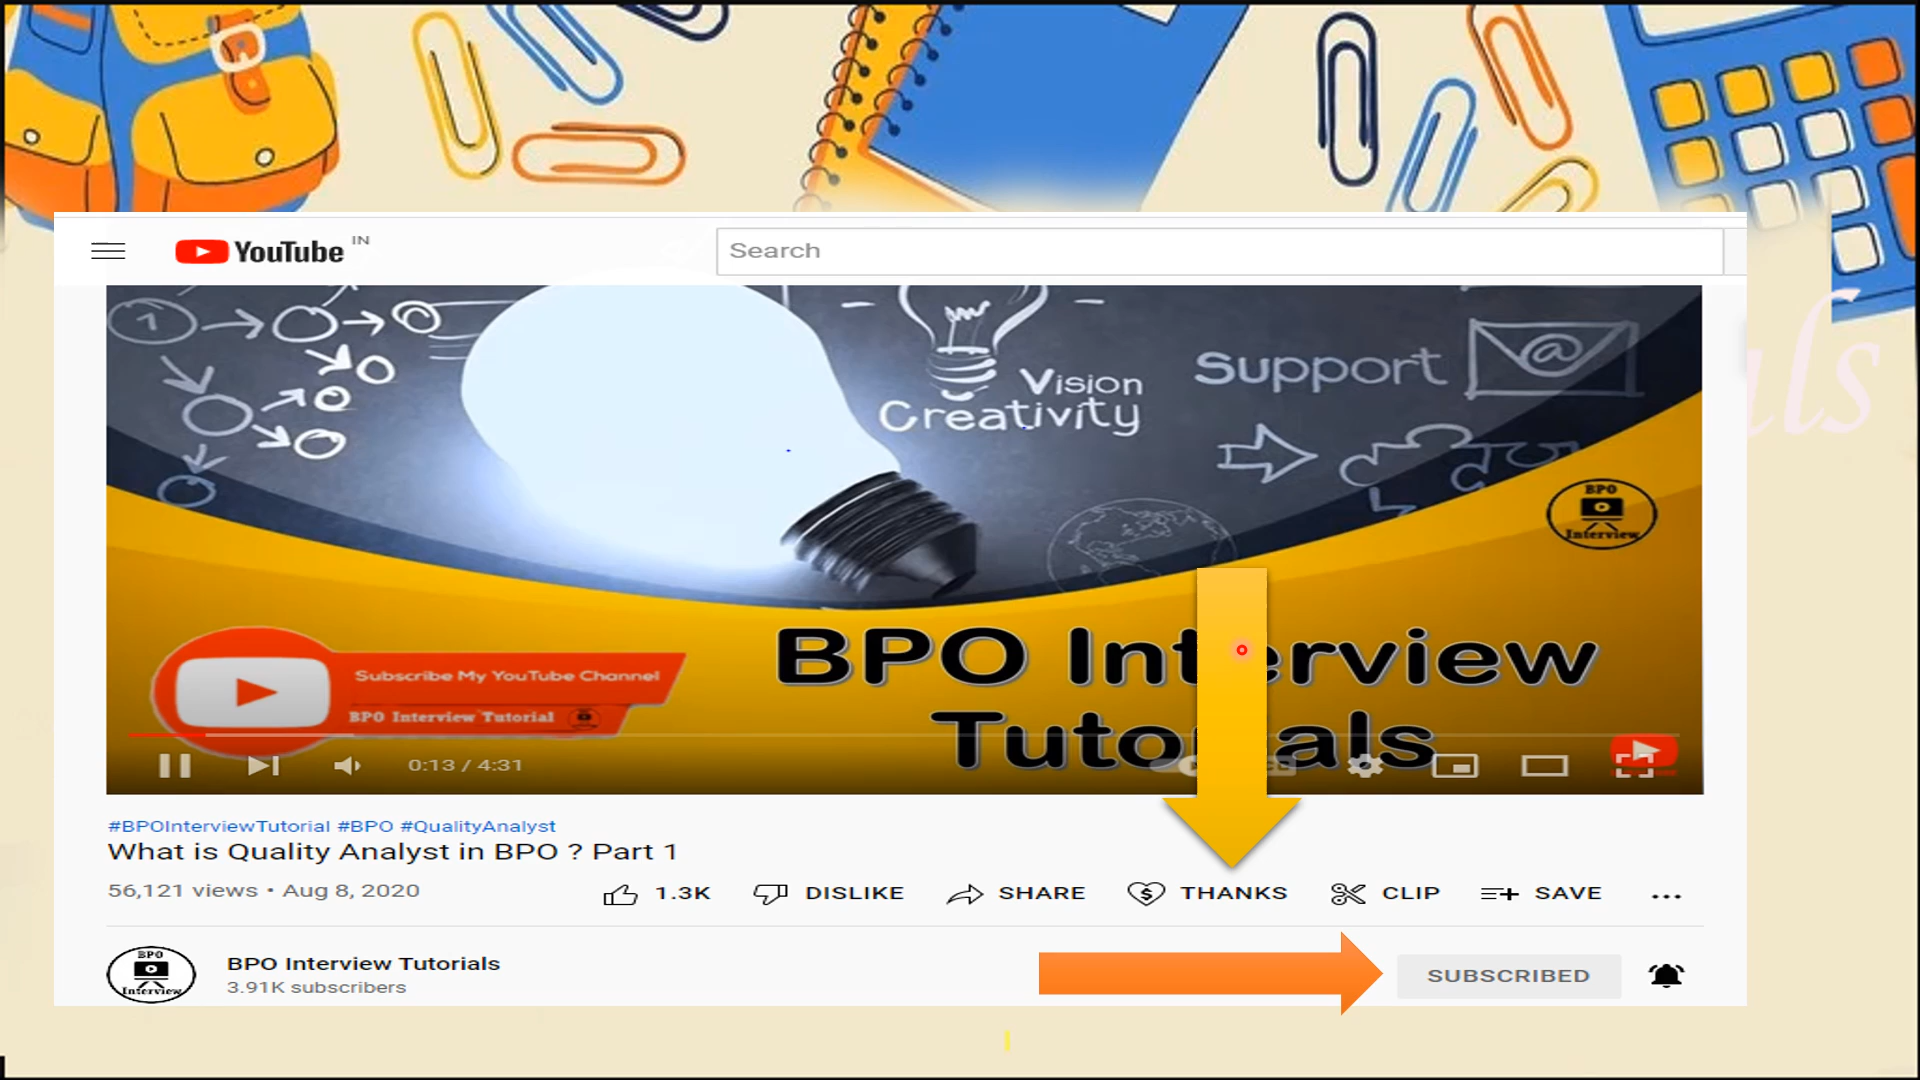 YouTube IN
Search
Vision
Creativity
Support
@
BPO
Interview
BPO Interview
Tutorials
Subscribe My YouTube Channel
BPO Interview Tutorial
0:13 / 4:31
#BPOInterviewTutorial #BPO #QualityAnalyst
What is Quality Analyst in BPO ? Part 1
56,121 views • Aug 8, 2020
1.3K DISLIKE SHARE THANKS CLIP SAVE ...
BPO
Interview
BPO Interview Tutorials
3.91K subscribers
SUBSCRIBED